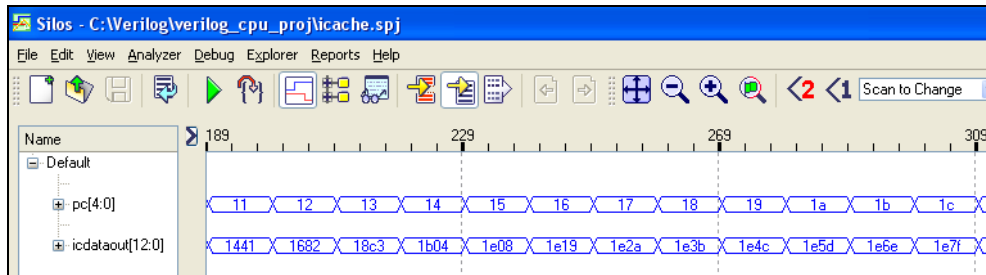 Silos - C:\Verilog\verilog_cpu_proj\icache.spj
File Edit View Analyzer Debug Explorer Reports Help
2 1 Scan to Change
Name 189 229 269 309
Default
pc[4:0] 11 12 13 14 15 16 17 18 19 1a 1b 1c
icdataout[12:0] 1441 1682 18c3 1b04 1e08 1e19 1e2a 1e3b 1e4c 1e5d 1e6e 1e7f